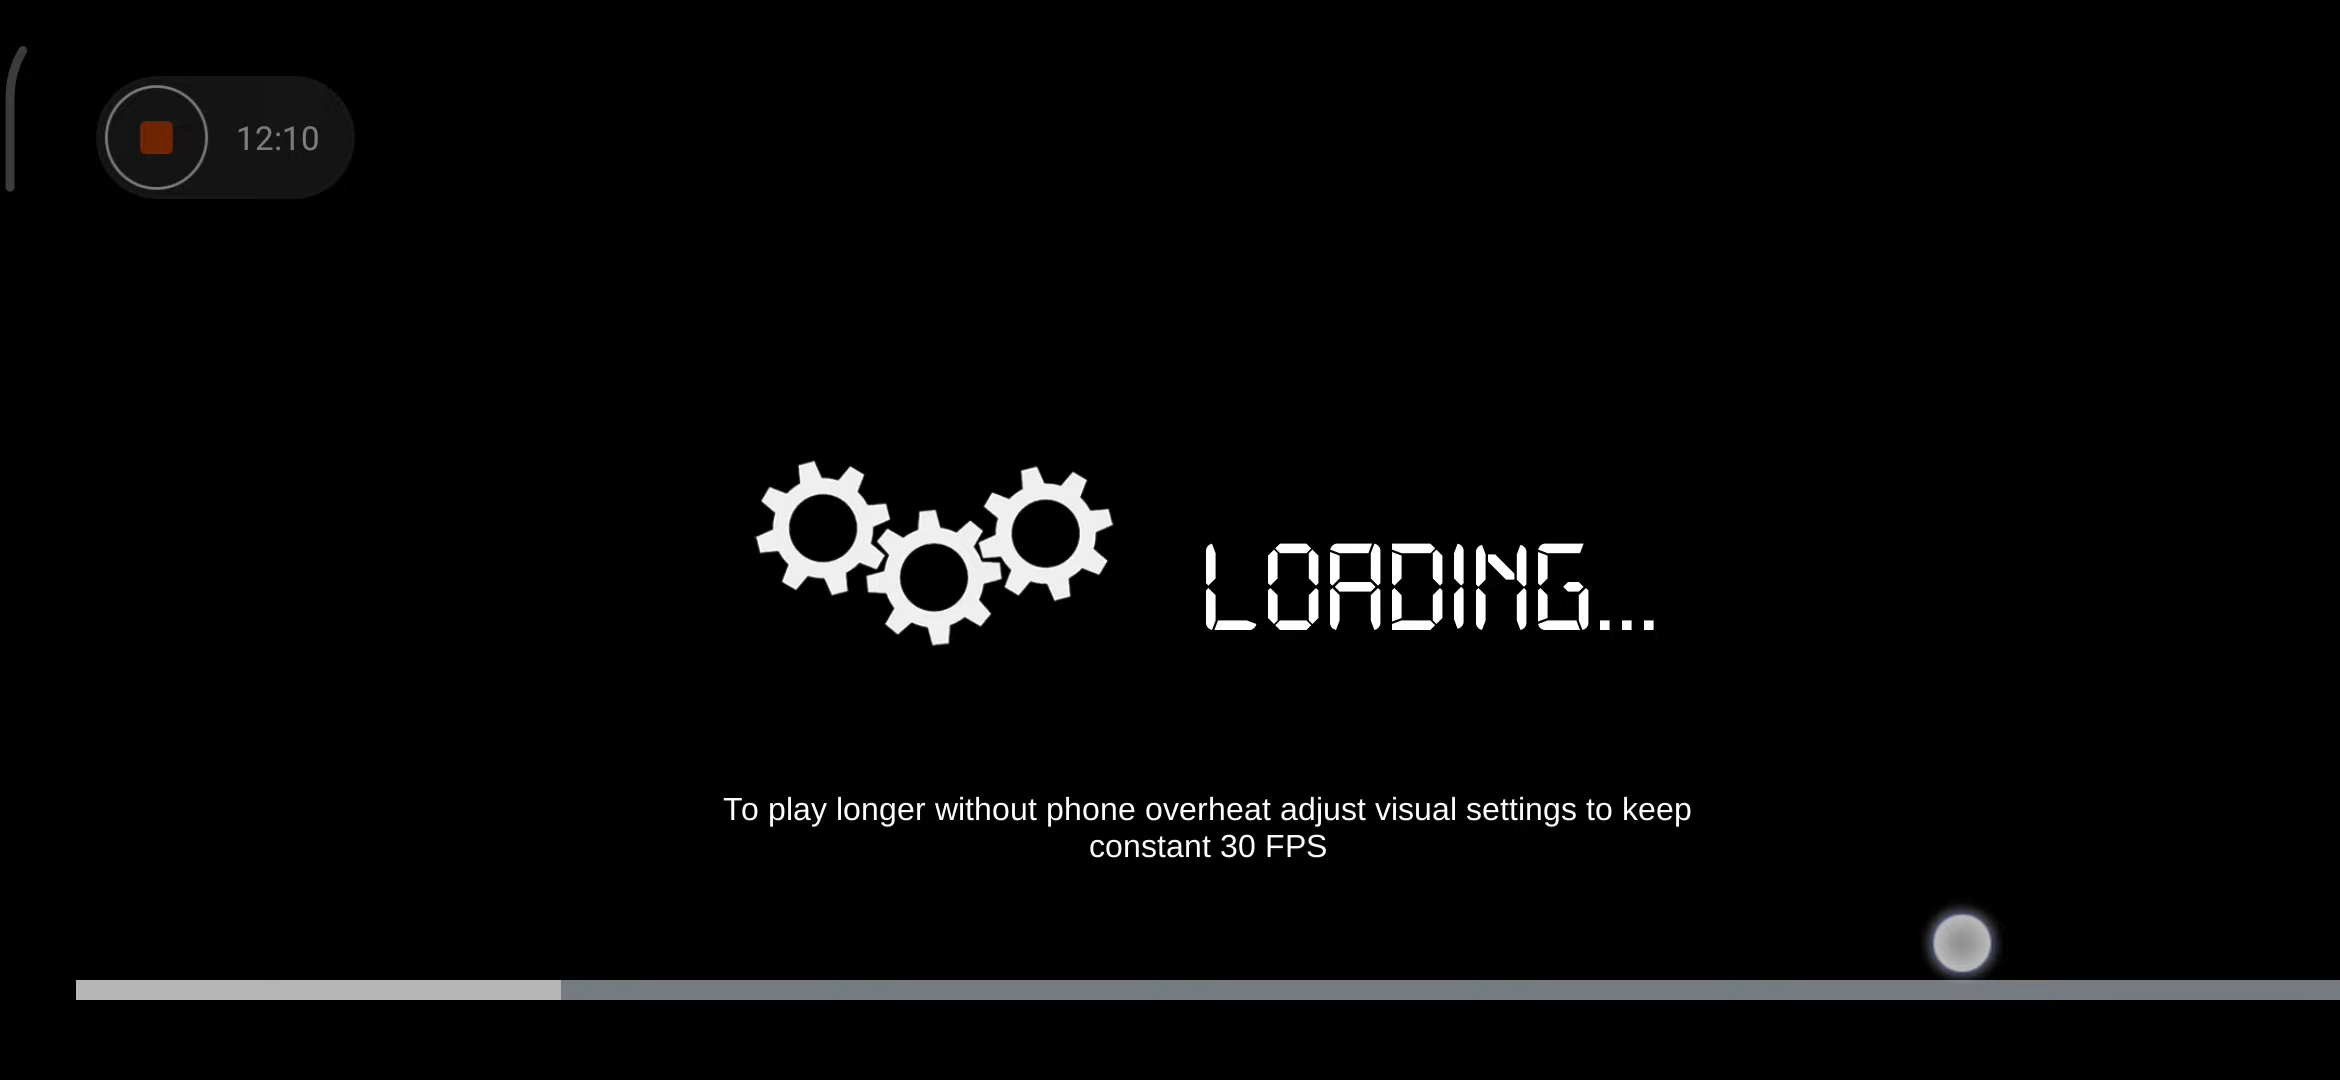 12:10
LOADING...
To play longer without phone overheat adjust visual settings to keep
constant 30 FPS